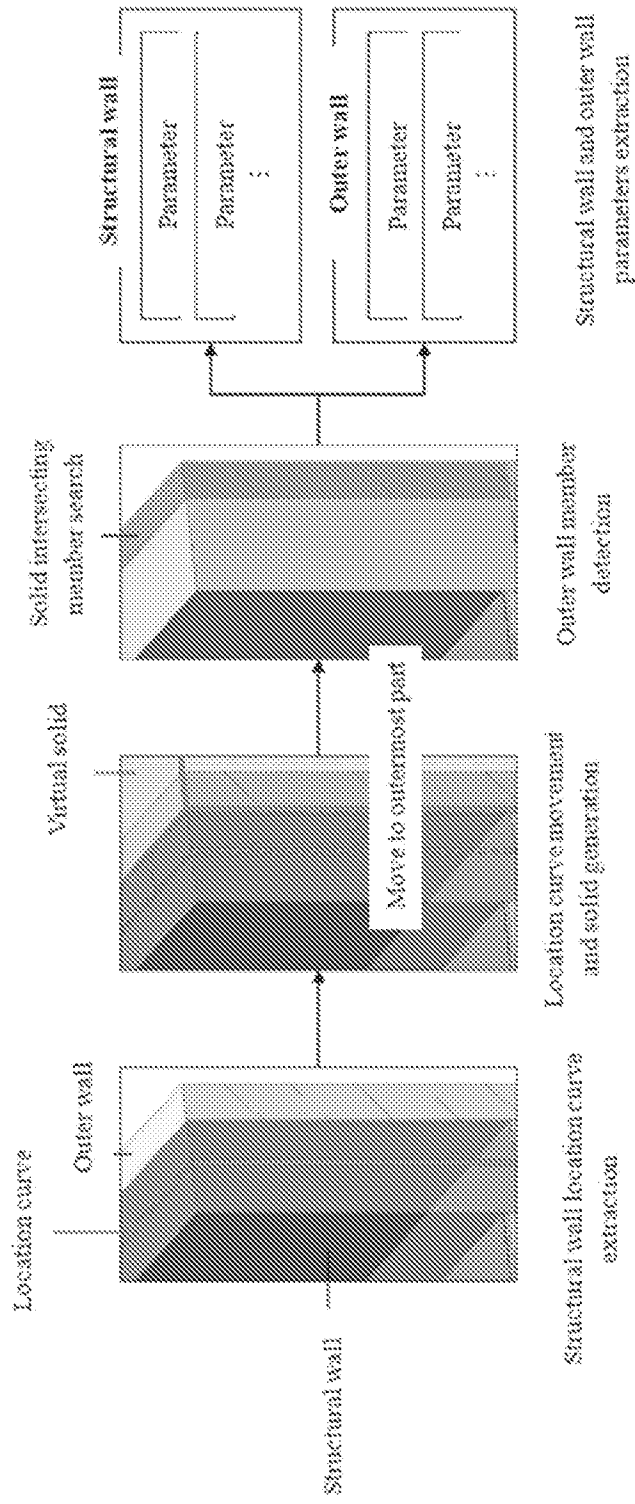 Structural wall
Location curve
Outer wall
Structural wall location curve
extraction
Virtual solid
Move to outermost part
Location curve movement
and solid generation
Solid intersecting
member search
Outer wall member
detection
Structural wall
Parameter
Parameter
⋮
Outer wall
Parameter
Parameter
⋮
Structural wall and outer wall
parameters extraction